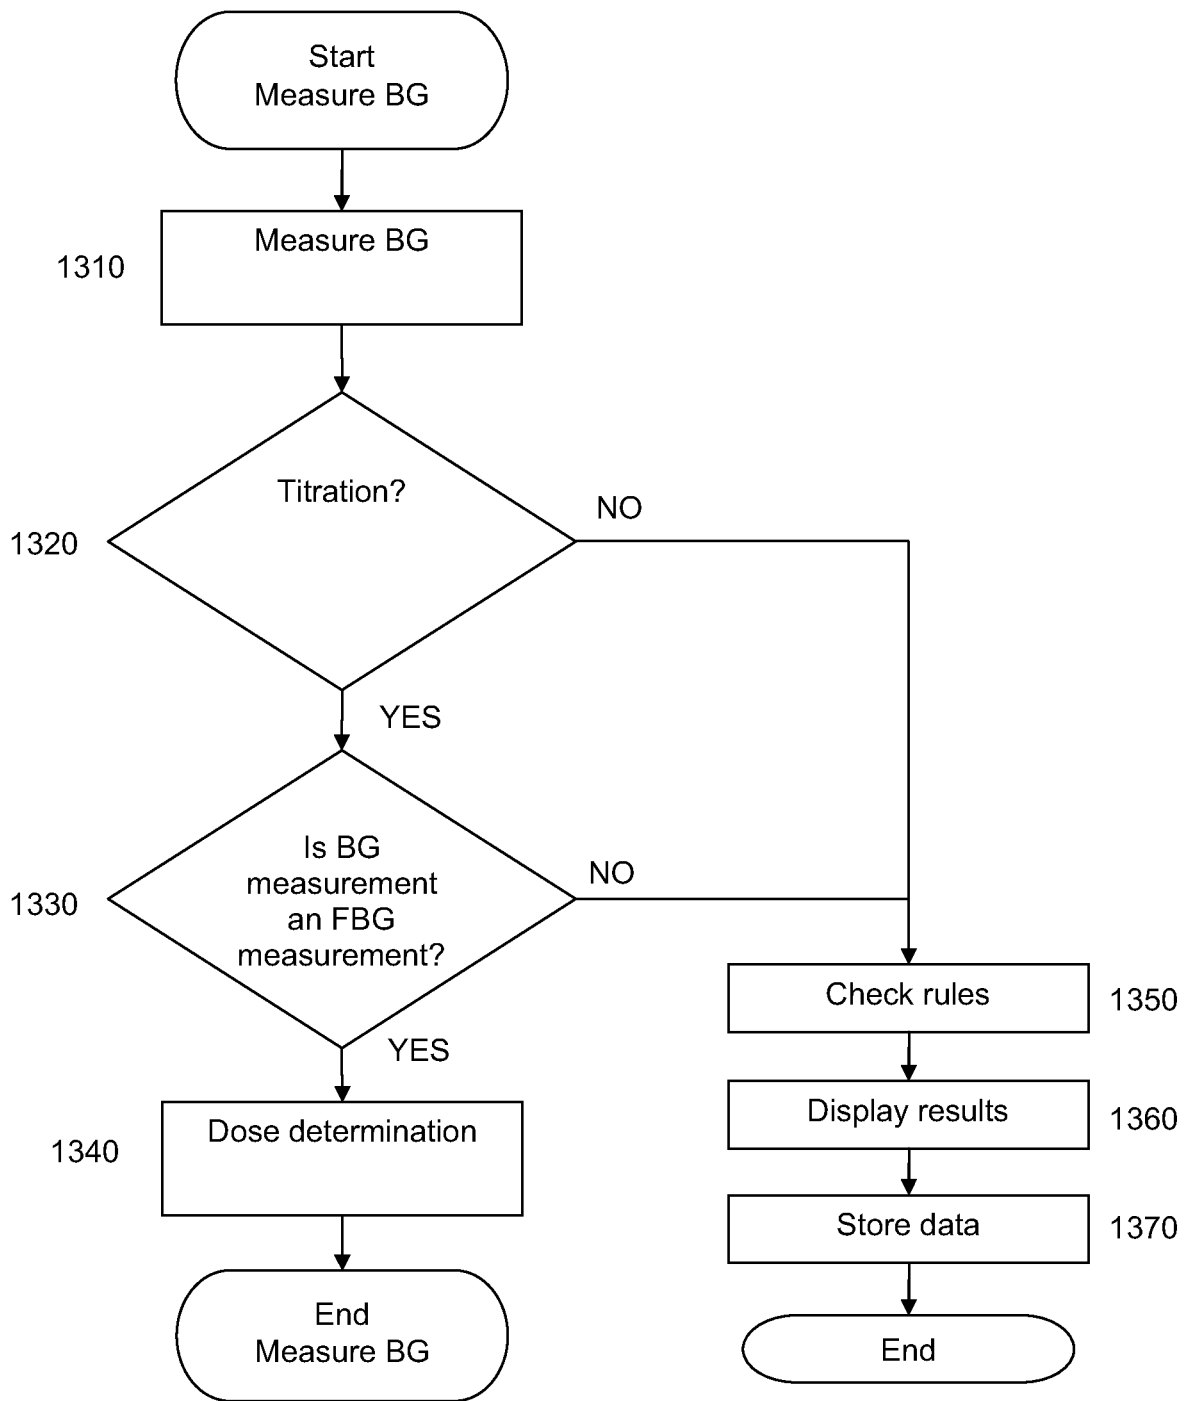 Start
Measure BG
Measure BG
1310
Titration?
NO
1320
YES
Is BG
measurement
an FBG
measurement?
NO
1330
YES
Check rules
1350
Dose determination
1340
Display results
1360
Store data
1370
End
Measure BG
End